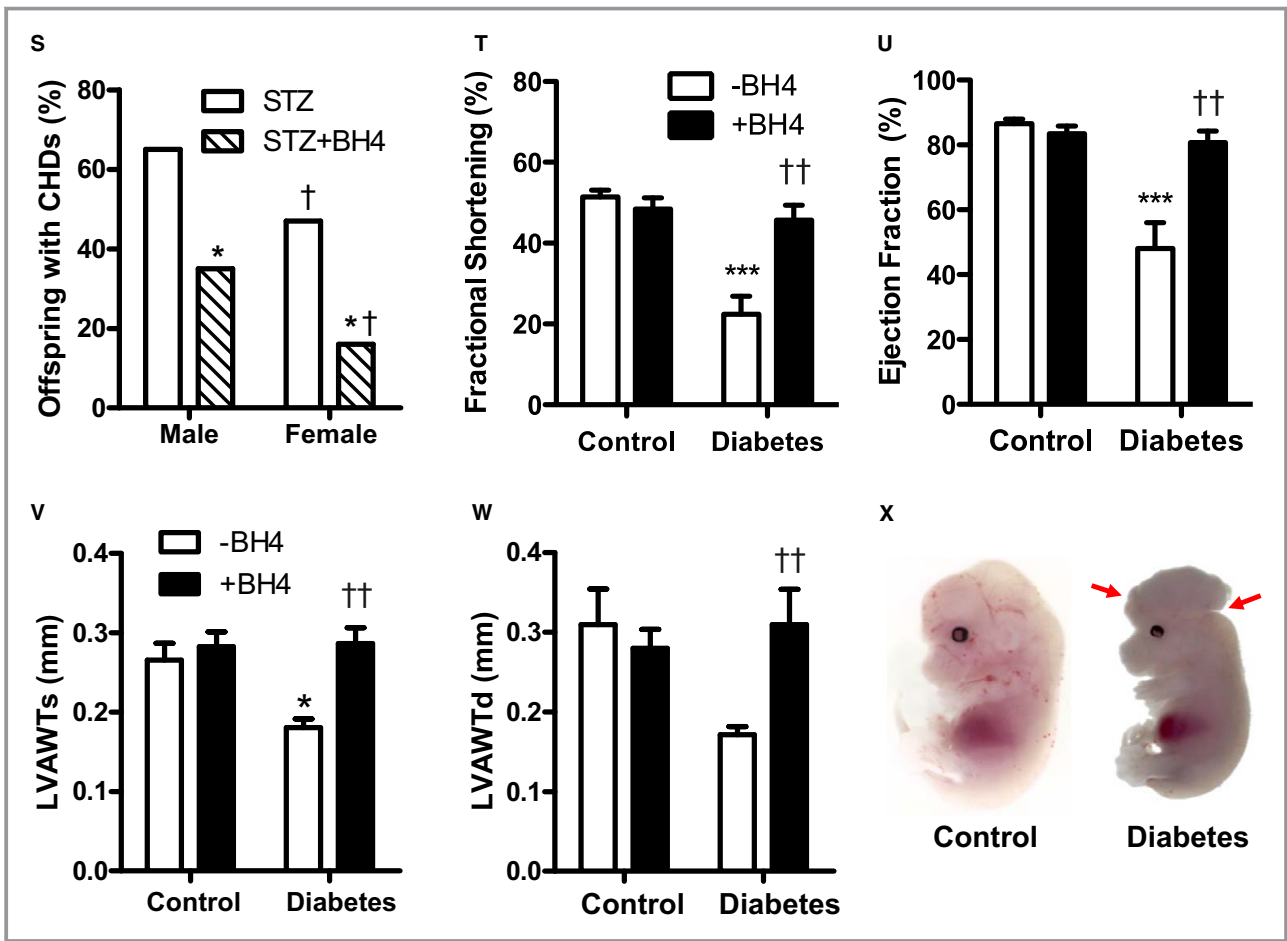 S
Offspring with CHDs (%)
80
60
40
20
0
STZ
STZ+BH4
*
†
*†
Male Female
T
Fractional Shortening (%)
80
60
40
20
0
-BH4
+BH4
***
††
Control Diabetes
U
Ejection Fraction (%)
100
80
60
40
20
0
***
††
Control Diabetes
V
LVAWTs (mm)
0.4
0.3
0.2
0.1
0.0
-BH4
+BH4
*
††
Control Diabetes
W
LVAWTd (mm)
0.4
0.3
0.2
0.1
0.0
††
Control Diabetes
X
Control Diabetes